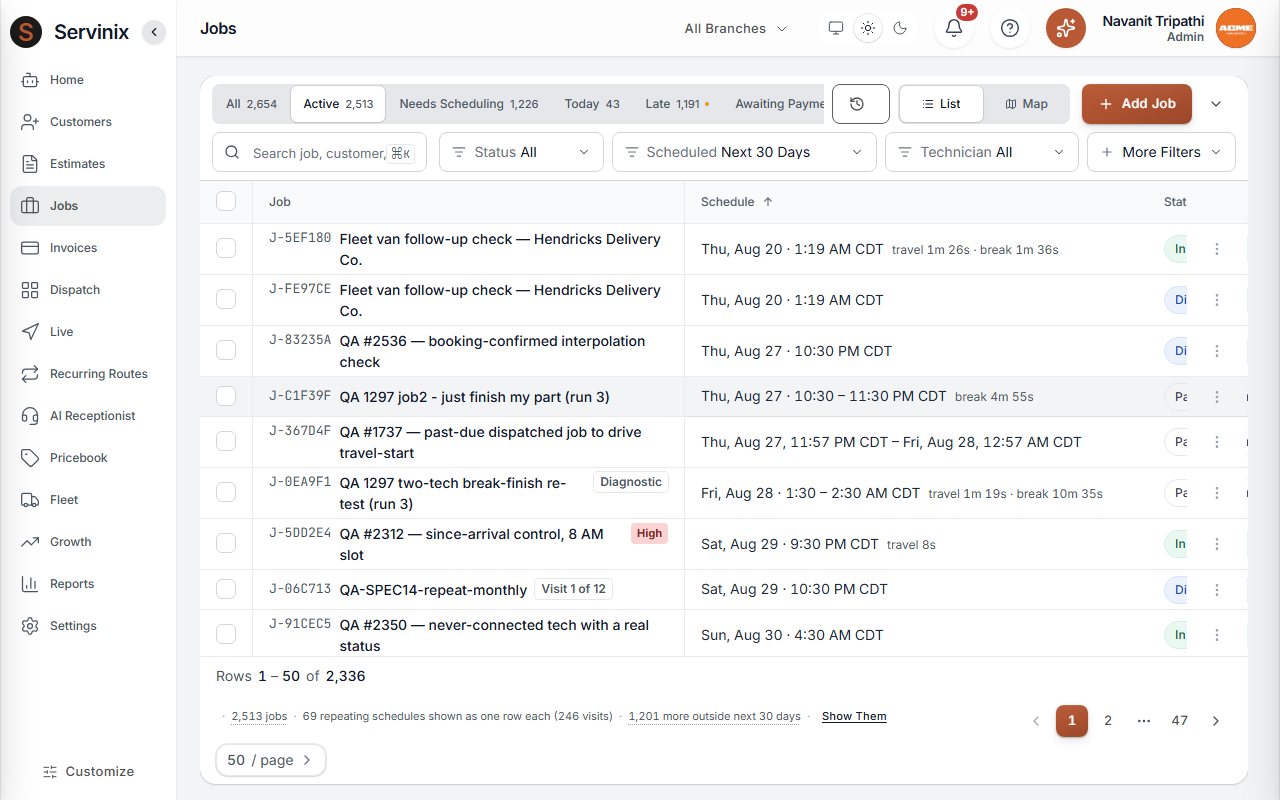 Servinix
Home
Customers
Estimates
Jobs
Invoices
Dispatch
Live
Recurring Routes
AI Receptionist
Pricebook
Fleet
Growth
Reports
Settings
Customize
Jobs
All Branches
9+
Navanit Tripathi
Admin
ACME
All 2,654
Active 2,513
Needs Scheduling 1,226
Today 43
Late 1,191
Awaiting Payme
List
Map
Add Job
Search job, customer, ⌘K
Status All
Scheduled Next 30 Days
Technician All
More Filters
Job
Schedule
Stat
J-5EF180 Fleet van follow-up check — Hendricks Delivery
Co.
Thu, Aug 20 · 1:19 AM CDT travel 1m 26s · break 1m 36s
In
J-FE97CE Fleet van follow-up check — Hendricks Delivery
Co.
Thu, Aug 20 · 1:19 AM CDT
Di
J-83235A QA #2536 — booking-confirmed interpolation
check
Thu, Aug 27 · 10:30 PM CDT
Di
J-C1F39F QA 1297 job2 - just finish my part (run 3)
Thu, Aug 27 · 10:30 – 11:30 PM CDT break 4m 55s
Pa
J-367D4F QA #1737 — past-due dispatched job to drive
travel-start
Thu, Aug 27, 11:57 PM CDT – Fri, Aug 28, 12:57 AM CDT
Pa
J-0EA9F1 QA 1297 two-tech break-finish re-
test (run 3)
Diagnostic
Fri, Aug 28 · 1:30 – 2:30 AM CDT travel 1m 19s · break 10m 35s
Pa
J-5DD2E4 QA #2312 — since-arrival control, 8 AM
slot
High
Sat, Aug 29 · 9:30 PM CDT travel 8s
In
J-06C713 QA-SPEC14-repeat-monthly Visit 1 of 12
Sat, Aug 29 · 10:30 PM CDT
Di
J-91CEC5 QA #2350 — never-connected tech with a real
status
Sun, Aug 30 · 4:30 AM CDT
In
Rows 1 – 50 of 2,336
· 2,513 jobs · 69 repeating schedules shown as one row each (246 visits) · 1,201 more outside next 30 days · Show Them
1 2 ••• 47
50 / page